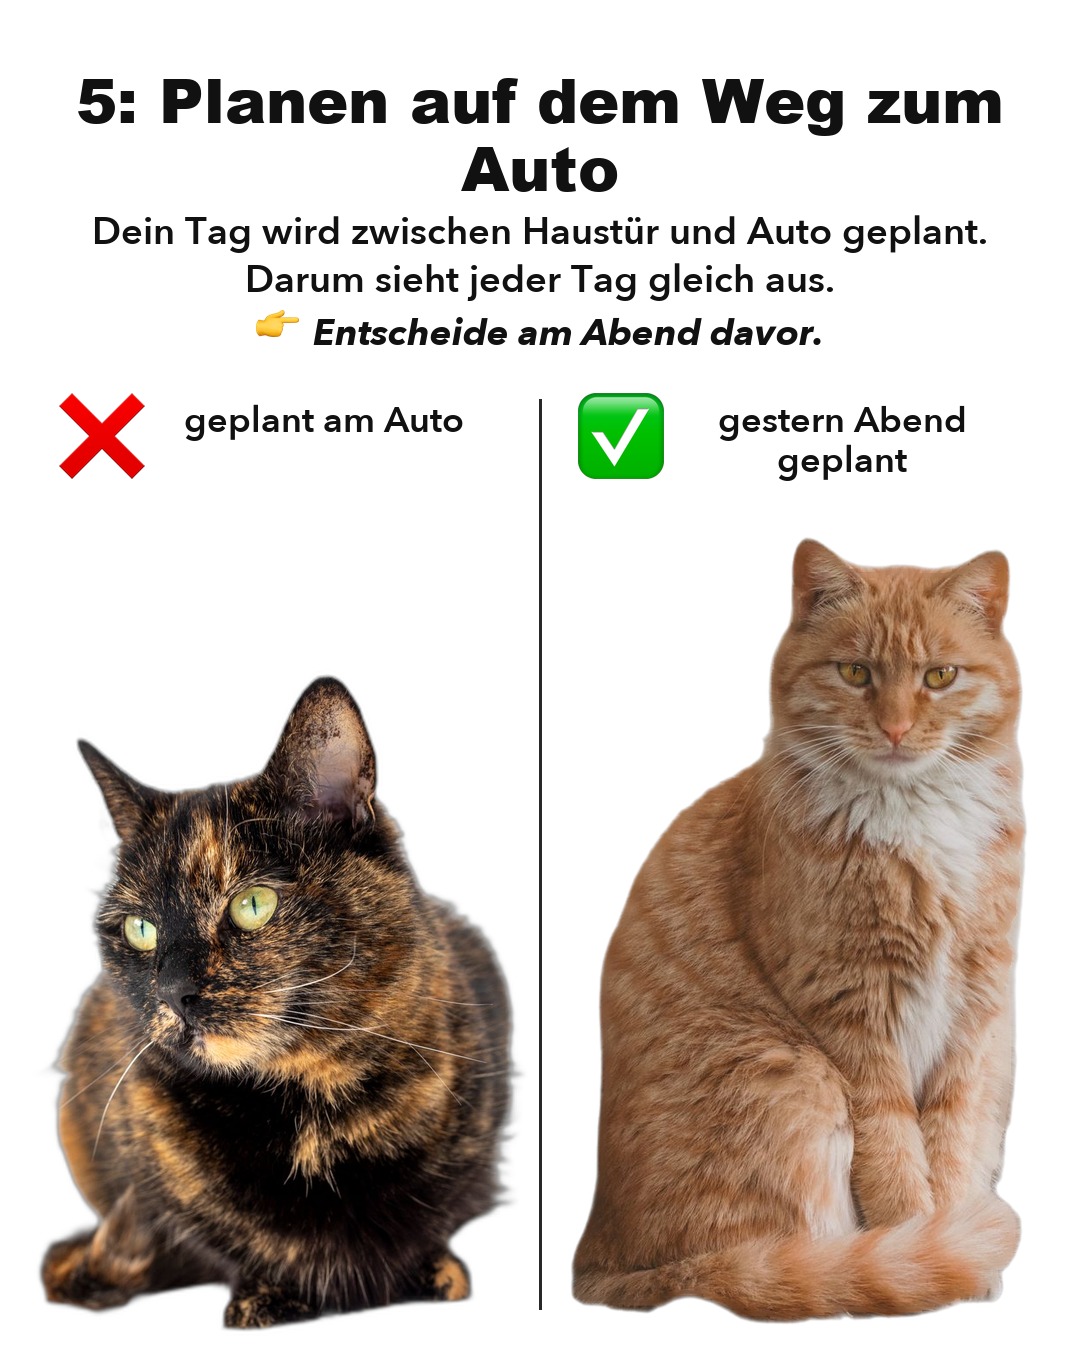 5: Planen auf dem Weg zum
Auto
Dein Tag wird zwischen Haustür und Auto geplant.
Darum sieht jeder Tag gleich aus.
👉 Entscheide am Abend davor.
❌ geplant am Auto
✅ gestern Abend
geplant